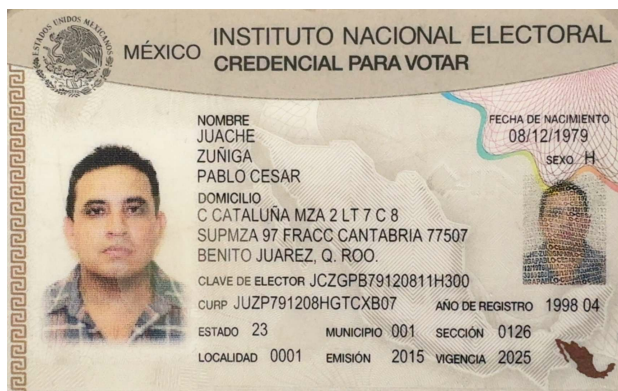 ESTADOS UNIDOS MEXICANOS
MÉXICO INSTITUTO NACIONAL ELECTORAL
CREDENCIAL PARA VOTAR
NOMBRE
JUACHE
ZUÑIGA
PABLO CESAR
FECHA DE NACIMIENTO
08/12/1979
SEXO H
DOMICILIO
C CATALUÑA MZA 2 LT 7 C 8
SUPMZA 97 FRACC CANTABRIA 77507
BENITO JUAREZ, Q. ROO.
CLAVE DE ELECTOR JCZGPB79120811H300
CURP JUZP791208HGTCXB07 AÑO DE REGISTRO 1998 04
ESTADO 23 MUNICIPIO 001 SECCIÓN 0126
LOCALIDAD 0001 EMISIÓN 2015 VIGENCIA 2025